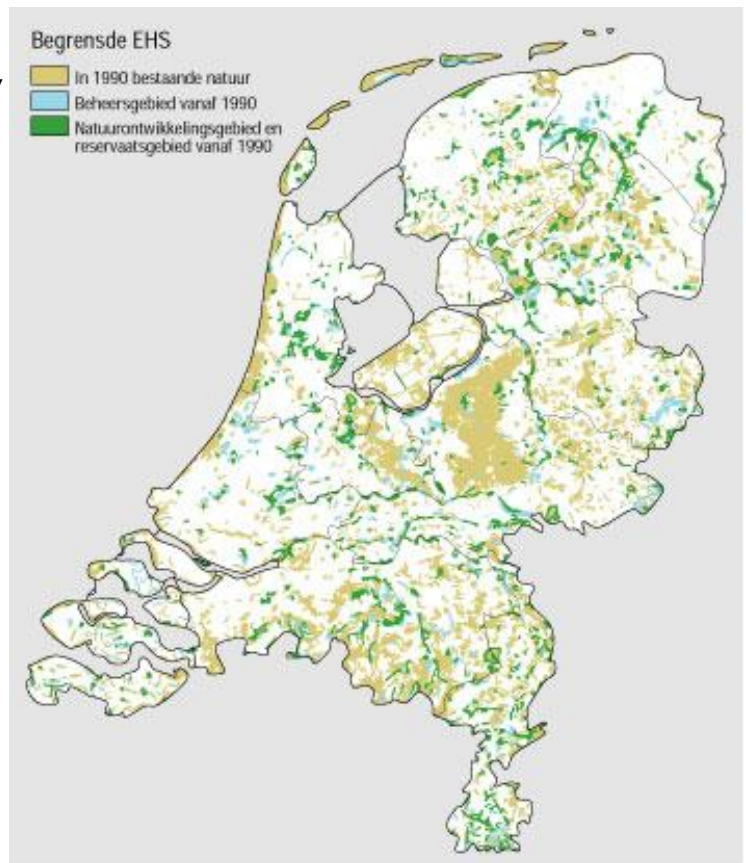 Begrensde EHS
In 1990 bestaande natuur
Beheersgebied vanaf 1990
Natuurontwikkelingsgebied en
reservaatsgebied vanaf 1990